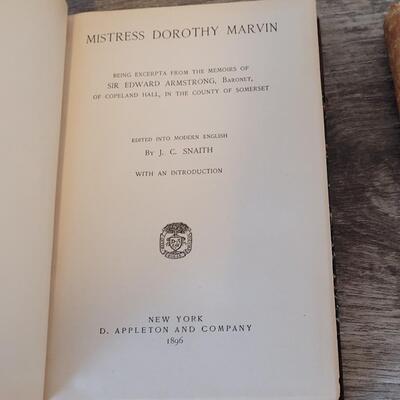 MISTRESS DOROTHY MARVIN
BEING EXCERPTA FROM THE MEMOIRS OF
SIR EDWARD ARMSTRONG, BARONET,
OF COPELAND HALL, IN THE COUNTY OF SOMERSET
EDITED INTO MODERN ENGLISH
BY J. C. SNAITH
WITH AN INTRODUCTION
NEW YORK
D. APPLETON AND COMPANY
1896